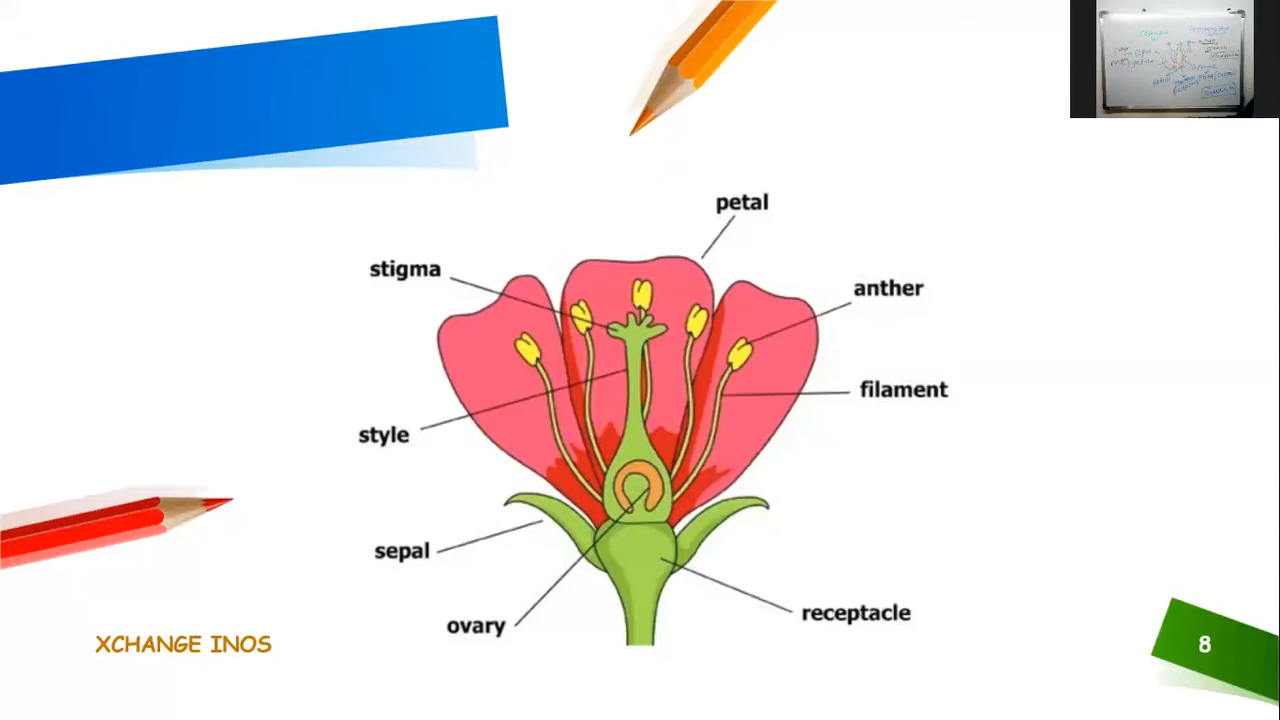 petal
stigma
anther
filament
style
sepal
receptacle
ovary
XCHANGE INOS
8